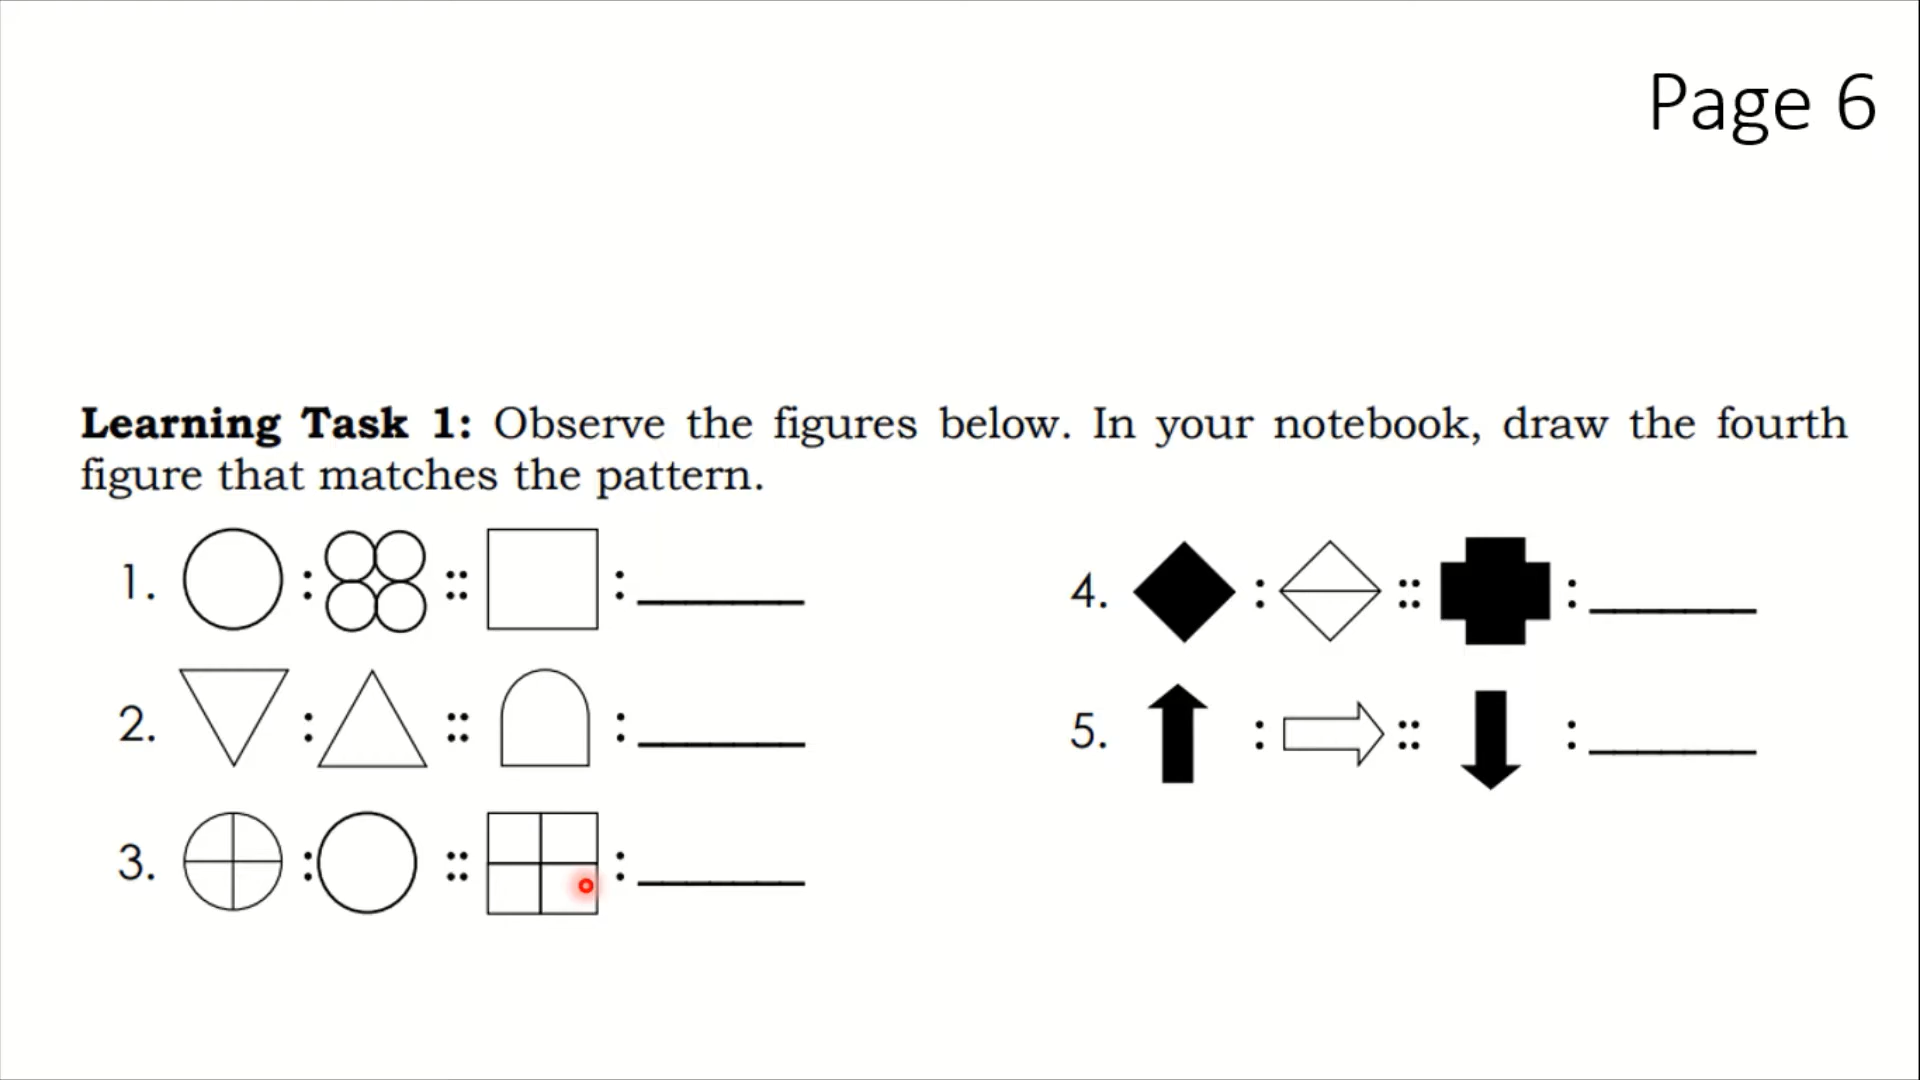 Page 6
Learning Task 1: Observe the figures below. In your notebook, draw the fourth
figure that matches the pattern.
1. : :: : ________
2. : :: : ________
3. : :: : ________
4. : :: : ________
5. : :: : ________